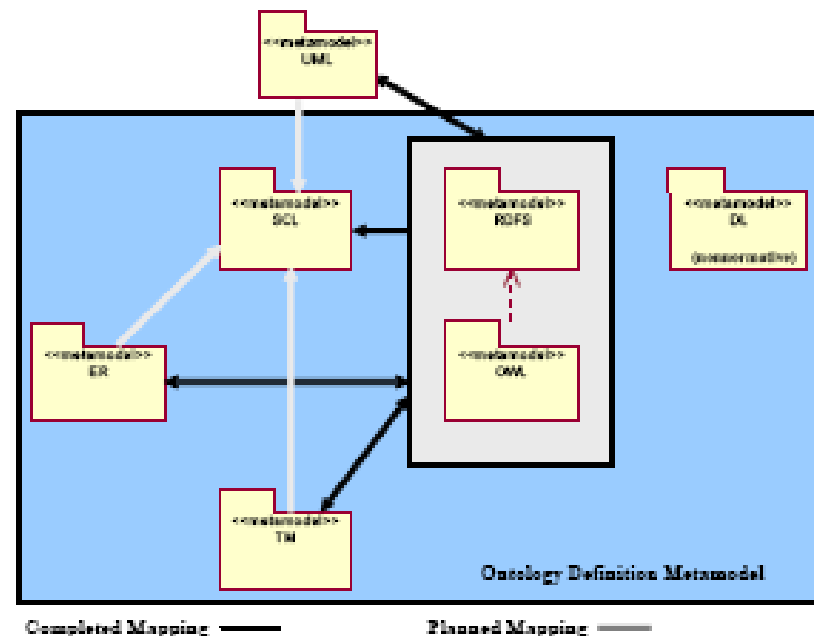 <<metamodel>>
UML
<<metamodel>>
SCL
<<metamodel>>
RDFS
<<metamodel>>
DL
(nonnormative)
<<metamodel>>
ER
<<metamodel>>
OWL
<<metamodel>>
TM
Ontology Definition Metamodel
Completed Mapping
Planned Mapping